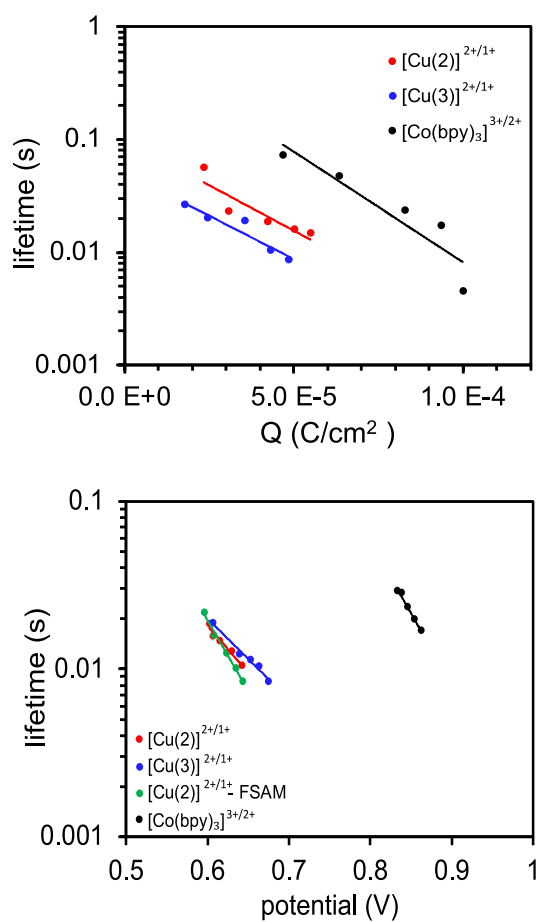 1
[Cu(2)]²⁺/¹⁺
[Cu(3)]²⁺/¹⁺
0.1
[Co(bpy)₃]³⁺/²⁺
lifetime (s)
0.01
0.001
0.0 E+0 5.0 E-5 1.0 E-4
Q (C/cm²)
0.1
lifetime (s)
0.01
[Cu(2)]²⁺/¹⁺
[Cu(3)]²⁺/¹⁺
[Cu(2)]²⁺/¹⁺- FSAM
[Co(bpy)₃]³⁺/²⁺
0.001
0.5 0.6 0.7 0.8 0.9 1
potential (V)